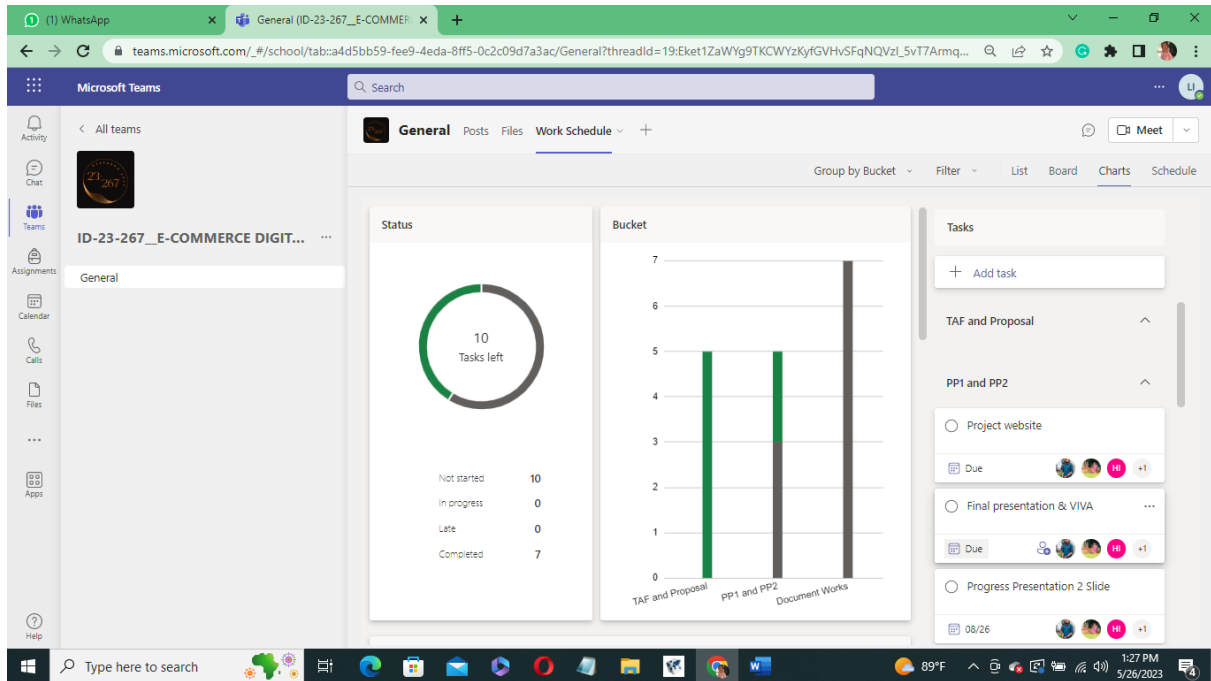 (1) WhatsApp
General (ID-23-267__E-COMMER
teams.microsoft.com/_#/school/tab::a4d5bb59-fee9-4eda-8ff5-0c2c09d7a3ac/General?threadId=19:Eket1ZaWYg9TKCWYzKyfGVHvSFqNQVzI_5vT7Armq...
Microsoft Teams
Search
LI
Activity
Chat
Teams
Assignments
Calendar
Calls
Files
Apps
Help
All teams
23
267
ID-23-267__E-COMMERCE DIGIT...
General
General Posts Files Work Schedule
Meet
Group by Bucket Filter List Board Charts Schedule
Status
10
Tasks left
Not started 10
In progress 0
Late 0
Completed 7
Bucket
7
6
5
4
3
2
1
0
TAF and Proposal PP1 and PP2 Document Works
Tasks
Add task
TAF and Proposal
PP1 and PP2
Project website
Due HI +1
Final presentation & VIVA
Due HI +1
Progress Presentation 2 Slide
08/26 HI +1
Type here to search
89°F
1:27 PM
5/26/2023
4